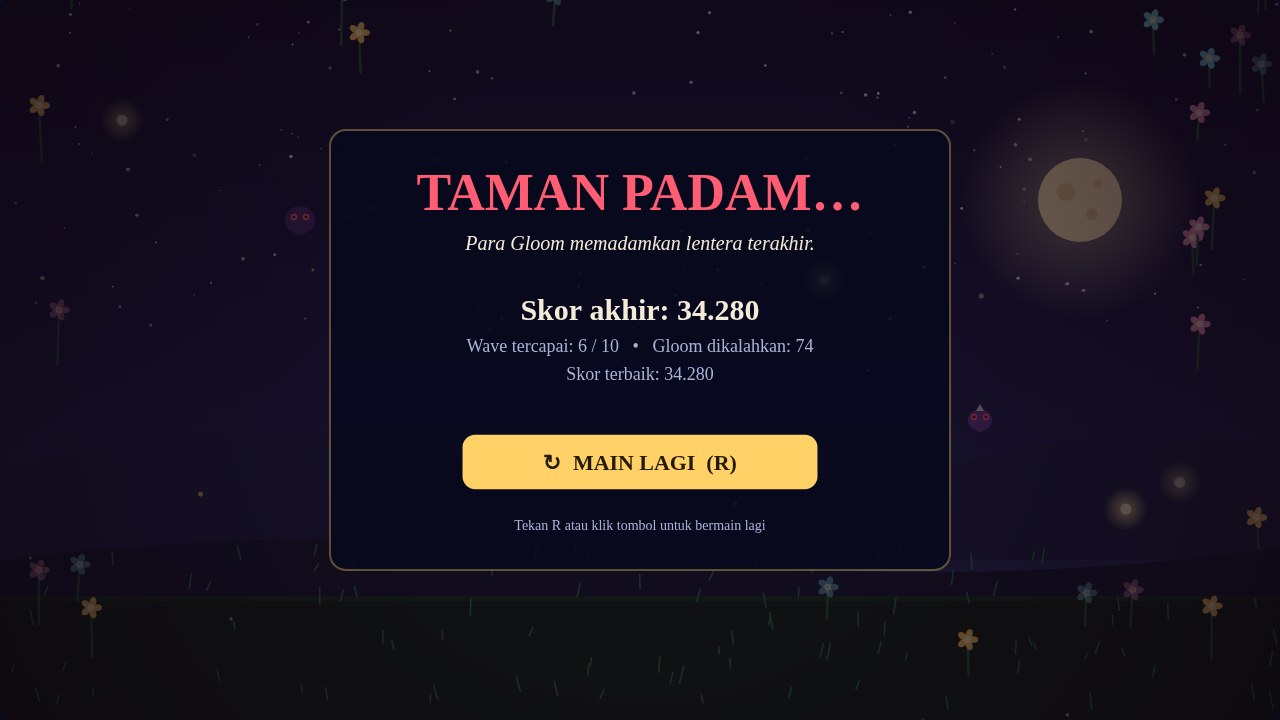 TAMAN PADAM…
Para Gloom memadamkan lentera terakhir.
Skor akhir: 34.280
Wave tercapai: 6 / 10 • Gloom dikalahkan: 74
Skor terbaik: 34.280
↻ MAIN LAGI (R)
Tekan R atau klik tombol untuk bermain lagi